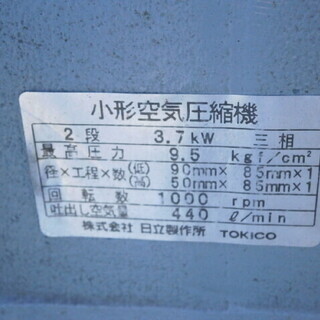 小形空気圧縮機
2段 3.7kW 三相
最高圧力 9.5 kgf/cm²
径×工程×数(低) 90mm× 85mm×1
(高) 50mm× 85mm×1
回転数 1000 rpm
吐出し空気量 440 ℓ/min
株式会社 日立製作所 TOKICO